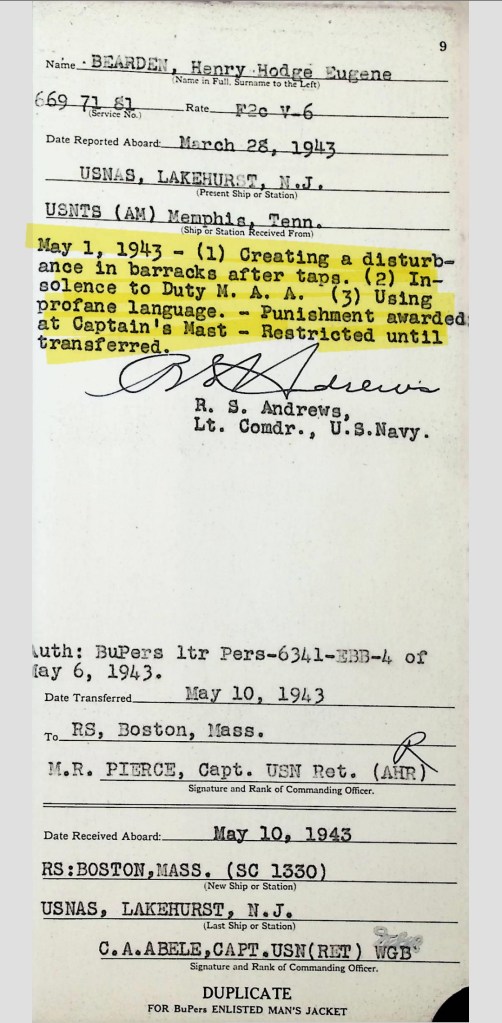 9
Name BEARDEN, Henry Hodge Eugene
(Name in Full, Surname to the Left)
669 71 81 Rate F2c V-6
(Service No.)
Date Reported Aboard: March 28, 1943
USNAS, LAKEHURST, N.J.
(Present Ship or Station)
USNTS (AM) Memphis, Tenn.
(Ship or Station Received From)
May 1, 1943 - (1) Creating a disturb-
ance in barracks after taps. (2) In-
solence to Duty M. A. A. (3) Using
profane language. - Punishment awarded
at Captain's Mast - Restricted until
transferred.
R S Andrews
R. S. Andrews,
Lt. Comdr., U.S.Navy.
Auth: BuPers ltr Pers-6341-EBB-4 of
May 6, 1943.
Date Transferred May 10, 1943
To RS, Boston, Mass.
R
M.R. PIERCE, Capt. USN Ret. (AHR)
Signature and Rank of Commanding Officer.
Date Received Aboard: May 10, 1943
RS:BOSTON,MASS. (SC 1330)
(New Ship or Station)
USNAS, LAKEHURST, N.J.
(Last Ship or Station)
C.A.ABELE,CAPT.USN(RET) WGB
Signature and Rank of Commanding Officer.
DUPLICATE
FOR BuPers ENLISTED MAN'S JACKET